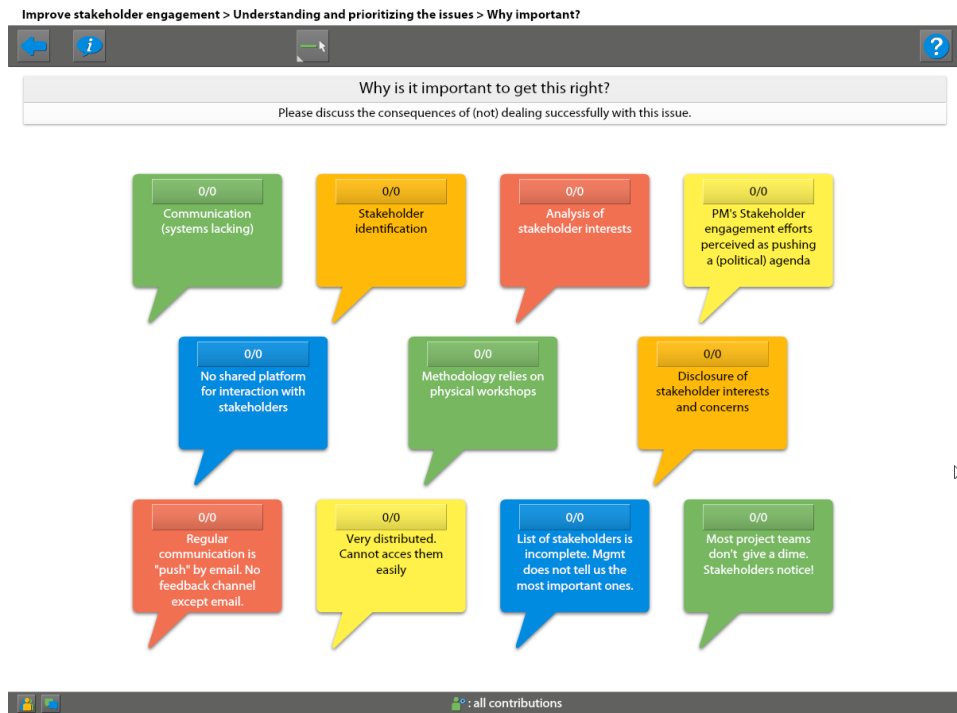 Improve stakeholder engagement > Understanding and prioritizing the issues > Why important?
Why is it important to get this right?
Please discuss the consequences of (not) dealing successfully with this issue.
0/0
Communication
(systems lacking)
0/0
Stakeholder
identification
0/0
Analysis of
stakeholder interests
0/0
PM's Stakeholder
engagement efforts
perceived as pushing
a (political) agenda
0/0
No shared platform
for interaction with
stakeholders
0/0
Methodology relies on
physical workshops
0/0
Disclosure of
stakeholder interests
and concerns
0/0
Regular
communication is
"push" by email. No
feedback channel
except email.
0/0
Very distributed.
Cannot acces them
easily
0/0
List of stakeholders is
incomplete. Mgmt
does not tell us the
most important ones.
0/0
Most project teams
don't give a dime.
Stakeholders notice!
: all contributions